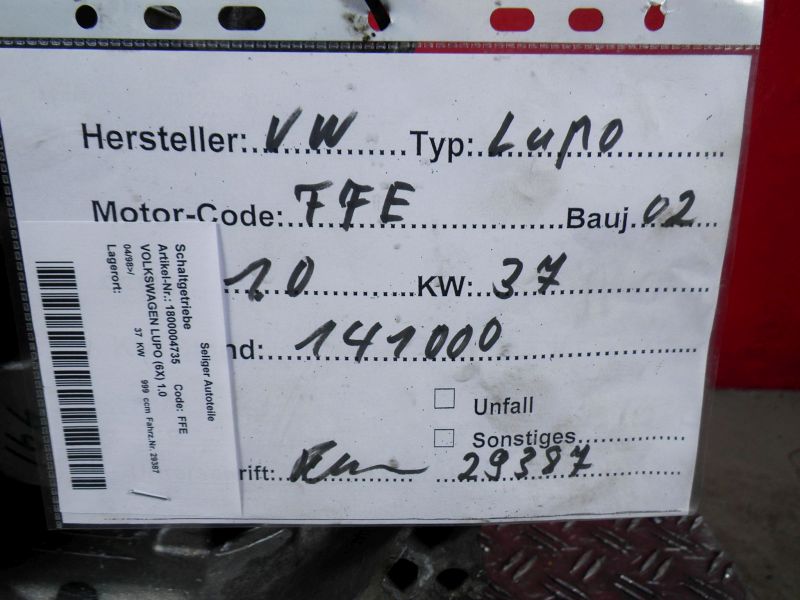 Hersteller: VW Typ: Lupo
Motor-Code: FFE Bauj. 02
1.0 KW: 37
nd: 141000
Unfall
Sonstiges
rift: 29387
Seliger Autoteile
Schaltgetriebe
Artikel-Nr.: 1800004735 Code: FFE
VOLKSWAGEN LUPO (6X) 1.0
37 KW 999 ccm Fahrz.Nr. 29387
04/98>/
Lagerort: